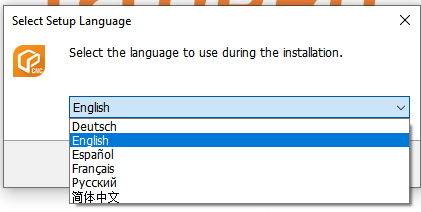 Select Setup Language
CNC
Select the language to use during the installation.
English
Deutsch
English
Español
Français
Русский
简体中文